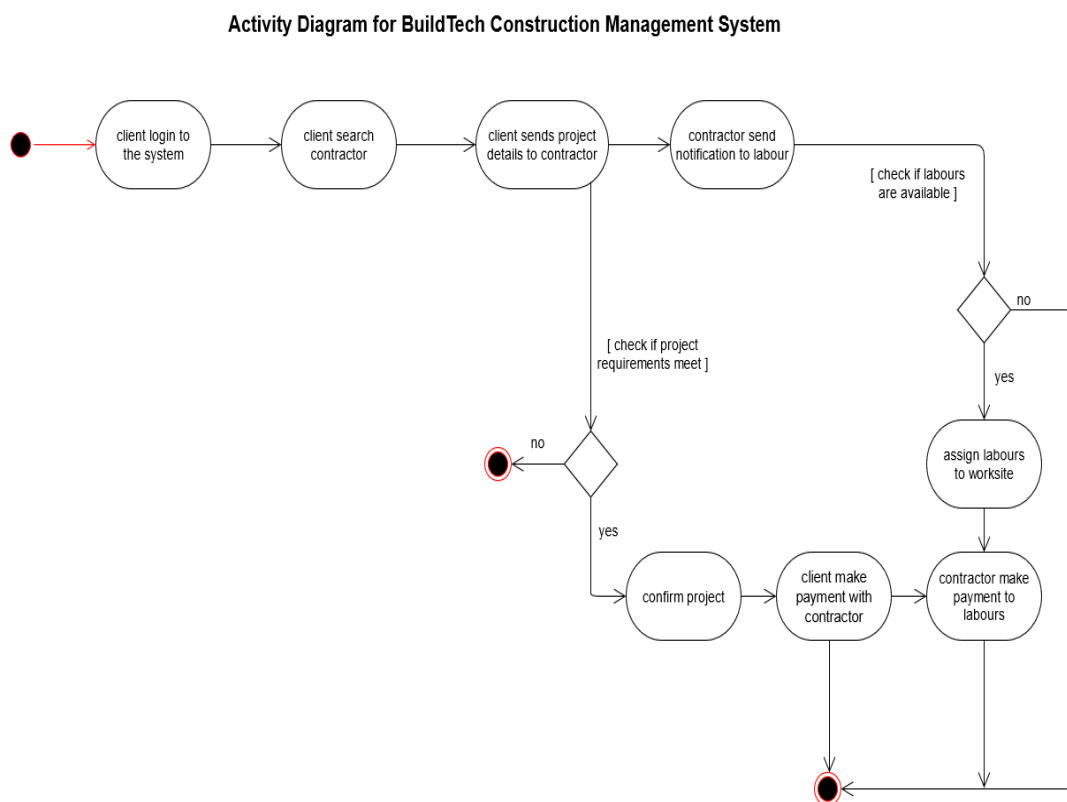 Activity Diagram for BuildTech Construction Management System
client login to
the system
client search
contractor
client sends project
details to contractor
contractor send
notification to labour
[ check if labours
are available ]
no
yes
[ check if project
requirements meet ]
no
yes
assign labours
to worksite
confirm project
client make
payment with
contractor
contractor make
payment to
labours